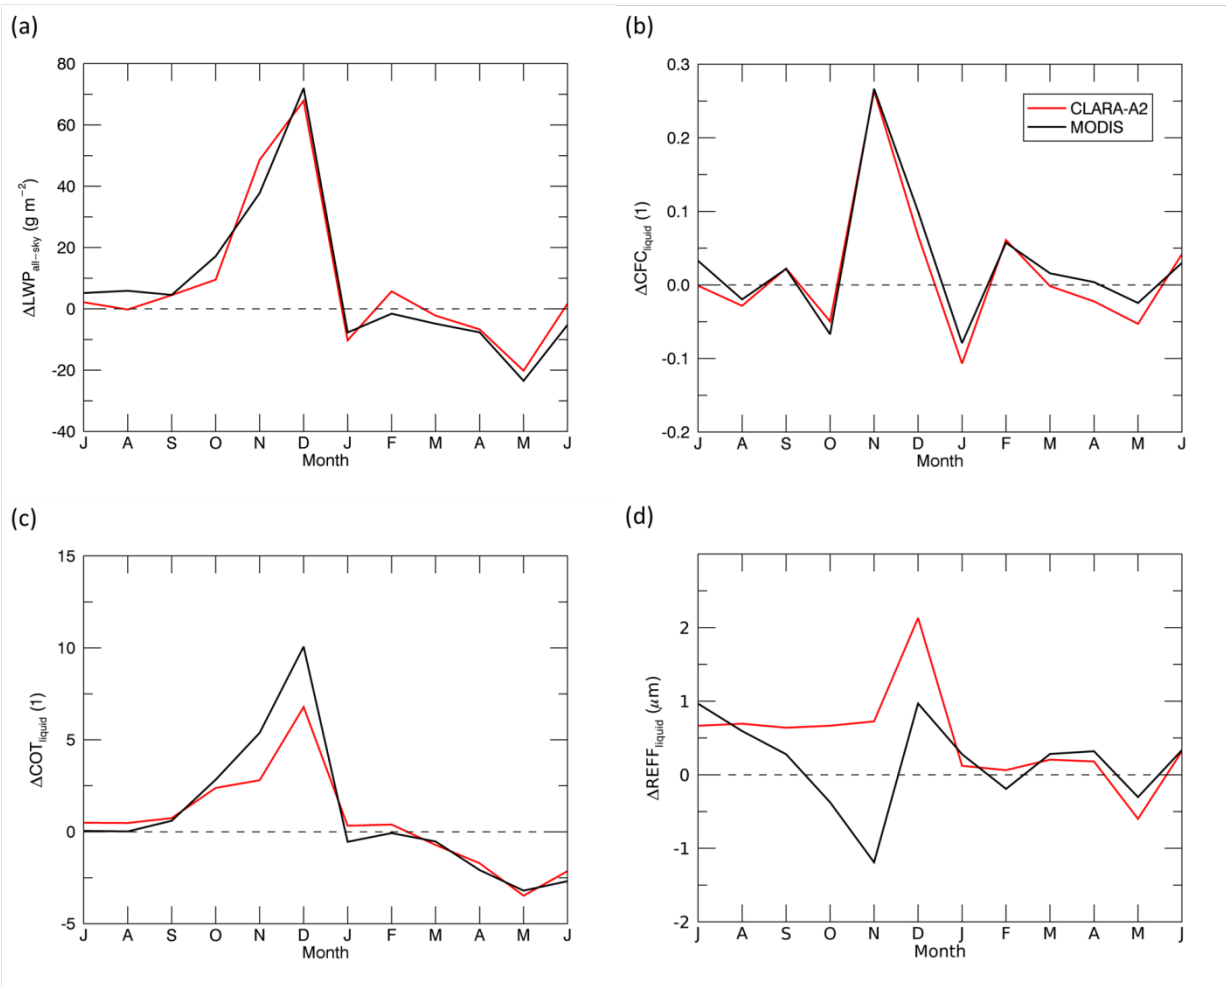 (a)
80
60
40
20
0
-20
-40
ΔLWPall−sky (g m−2)
J A S O N D J F M A M J
Month
(b)
0.3
0.2
0.1
0.0
-0.1
-0.2
ΔCFCliquid (1)
CLARA-A2
MODIS
J A S O N D J F M A M J
Month
(c)
15
10
5
0
-5
ΔCOTliquid (1)
J A S O N D J F M A M J
Month
(d)
2
1
0
-1
-2
ΔREFFliquid (μm)
J A S O N D J F M A M J
Month